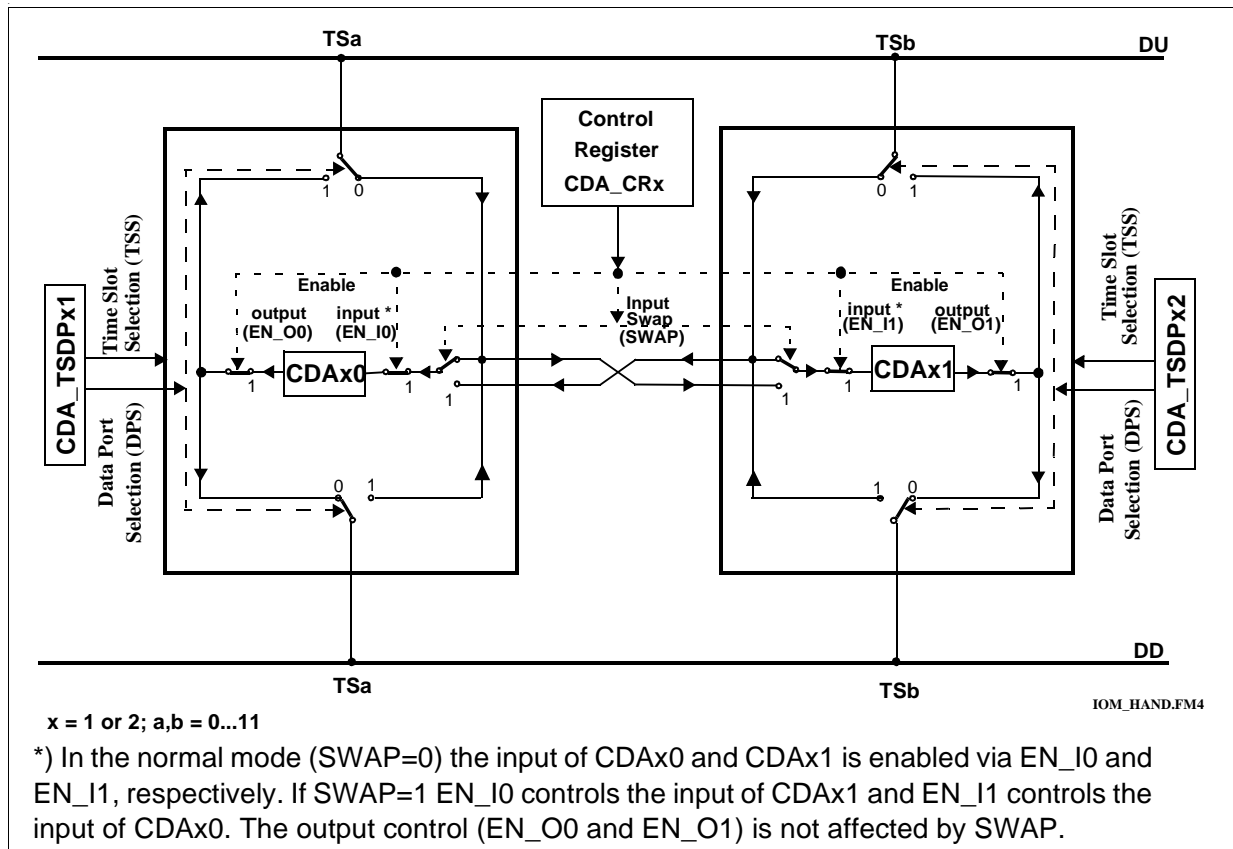 TSa
TSb
DU
Control
Register
CDA_CRx
1
0
0
1
CDA_TSDPx1
Time Slot
Selection (TSS)
Data Port
Selection (DPS)
Enable
output
(EN_O0)
input *
(EN_I0)
1
CDAx0
1
1
Input
Swap
(SWAP)
Enable
input *
(EN_I1)
output
(EN_O1)
1
1
CDAx1
1
Time Slot
Selection (TSS)
Data Port
Selection (DPS)
CDA_TSDPx2
0
1
1
0
DD
TSa
TSb
IOM_HAND.FM4
x = 1 or 2; a,b = 0...11
*) In the normal mode (SWAP=0) the input of CDAx0 and CDAx1 is enabled via EN_I0 and
EN_I1, respectively. If SWAP=1 EN_I0 controls the input of CDAx1 and EN_I1 controls the
input of CDAx0. The output control (EN_O0 and EN_O1) is not affected by SWAP.